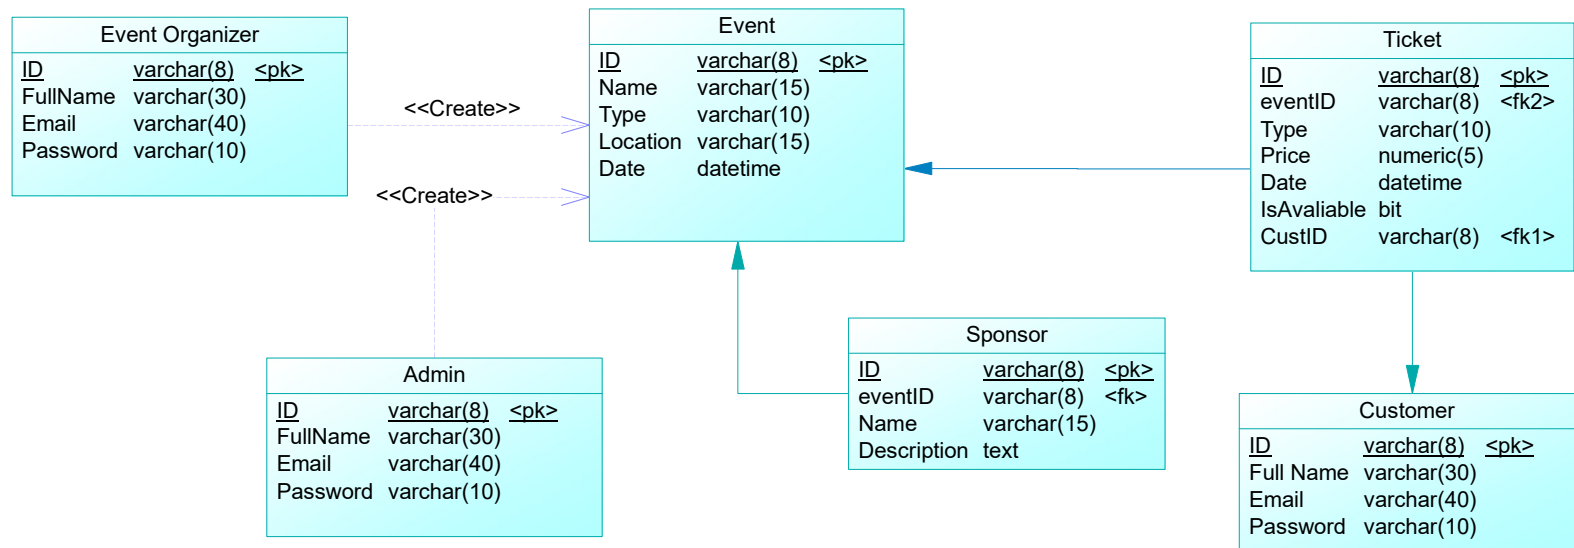 Event Organizer
ID varchar(8) <pk>
FullName varchar(30)
Email varchar(40)
Password varchar(10)
<<Create>>
<<Create>>
Event
ID varchar(8) <pk>
Name varchar(15)
Type varchar(10)
Location varchar(15)
Date datetime
Ticket
ID varchar(8) <pk>
eventID varchar(8) <fk2>
Type varchar(10)
Price numeric(5)
Date datetime
IsAvaliable bit
CustID varchar(8) <fk1>
Admin
ID varchar(8) <pk>
FullName varchar(30)
Email varchar(40)
Password varchar(10)
Sponsor
ID varchar(8) <pk>
eventID varchar(8) <fk>
Name varchar(15)
Description text
Customer
ID varchar(8) <pk>
Full Name varchar(30)
Email varchar(40)
Password varchar(10)